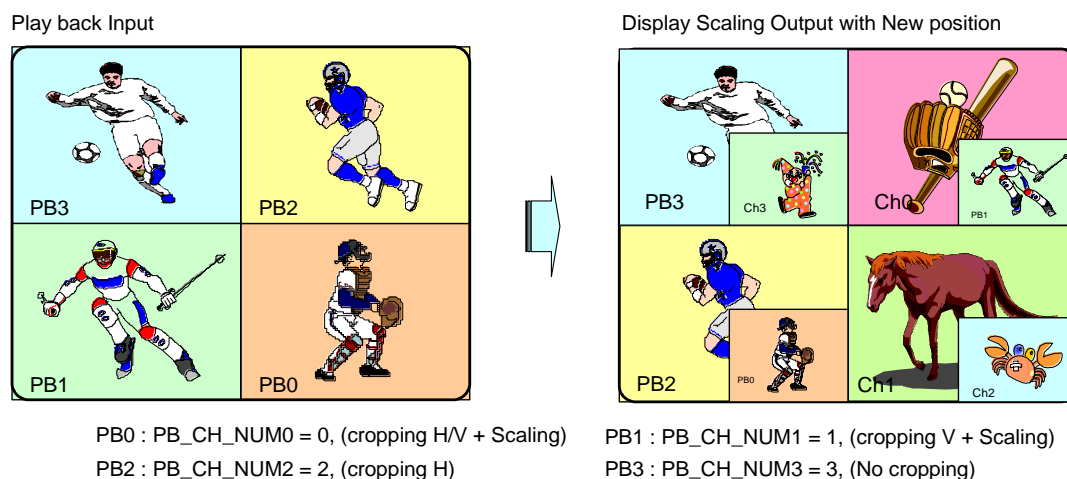 Play back Input
Display Scaling Output with New position
PB3
PB2
PB1
PB0
PB3
Ch3
Ch0
PB1
PB2
PB0
Ch1
Ch2
PB0 : PB_CH_NUM0 = 0, (cropping H/V + Scaling)
PB1 : PB_CH_NUM1 = 1, (cropping V + Scaling)
PB2 : PB_CH_NUM2 = 2, (cropping H)
PB3 : PB_CH_NUM3 = 3, (No cropping)